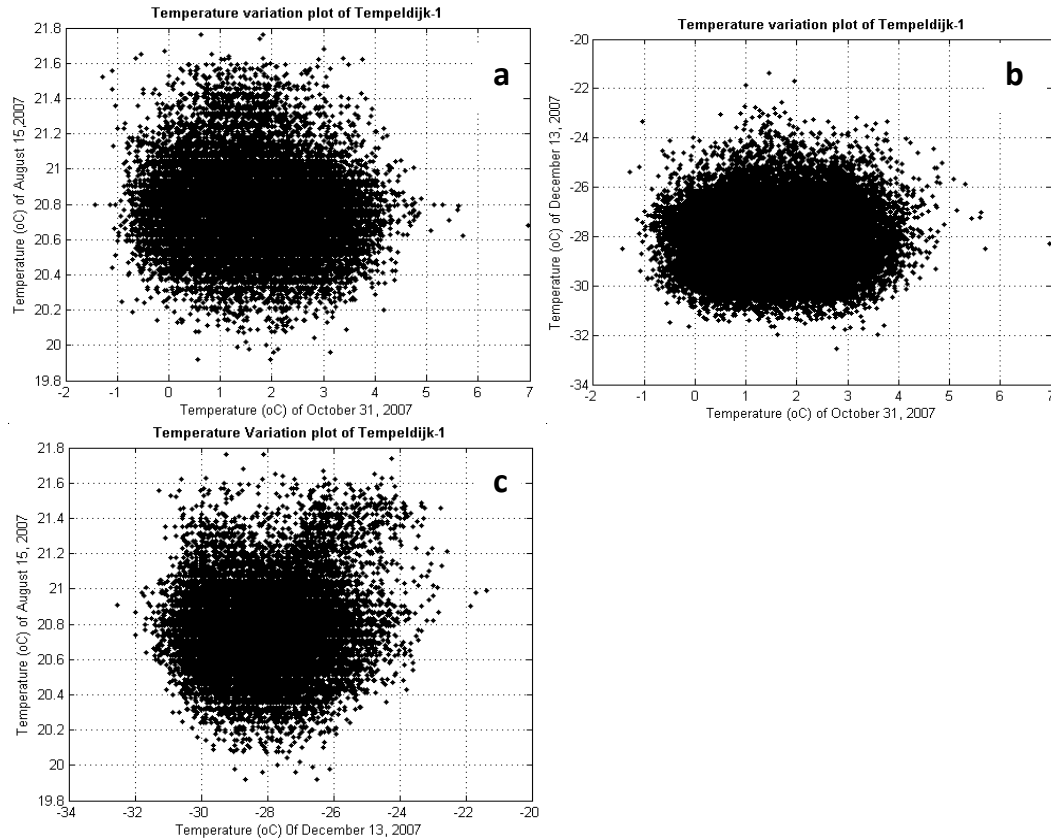 Temperature variation plot of Tempeldijk-1
a
21.8
21.6
21.4
21.2
21
20.8
20.6
20.4
20.2
20
19.8
Temperature (oC) of August 15,2007
-2 -1 0 1 2 3 4 5 6 7
Temperature (oC) of October 31, 2007
Temperature variation plot of Tempeldijk-1
b
-20
-22
-24
-26
-28
-30
-32
-34
Temperature (oC) of December 13, 2007
-2 -1 0 1 2 3 4 5 6 7
Temperature (oC) of October 31, 2007
Temperature Variation plot of Tempeldijk-1
c
21.8
21.6
21.4
21.2
21
20.8
20.6
20.4
20.2
20
19.8
Temperature (oC) of August 15, 2007
-34 -32 -30 -28 -26 -24 -22 -20
Temperature (oC) 0f December 13, 2007